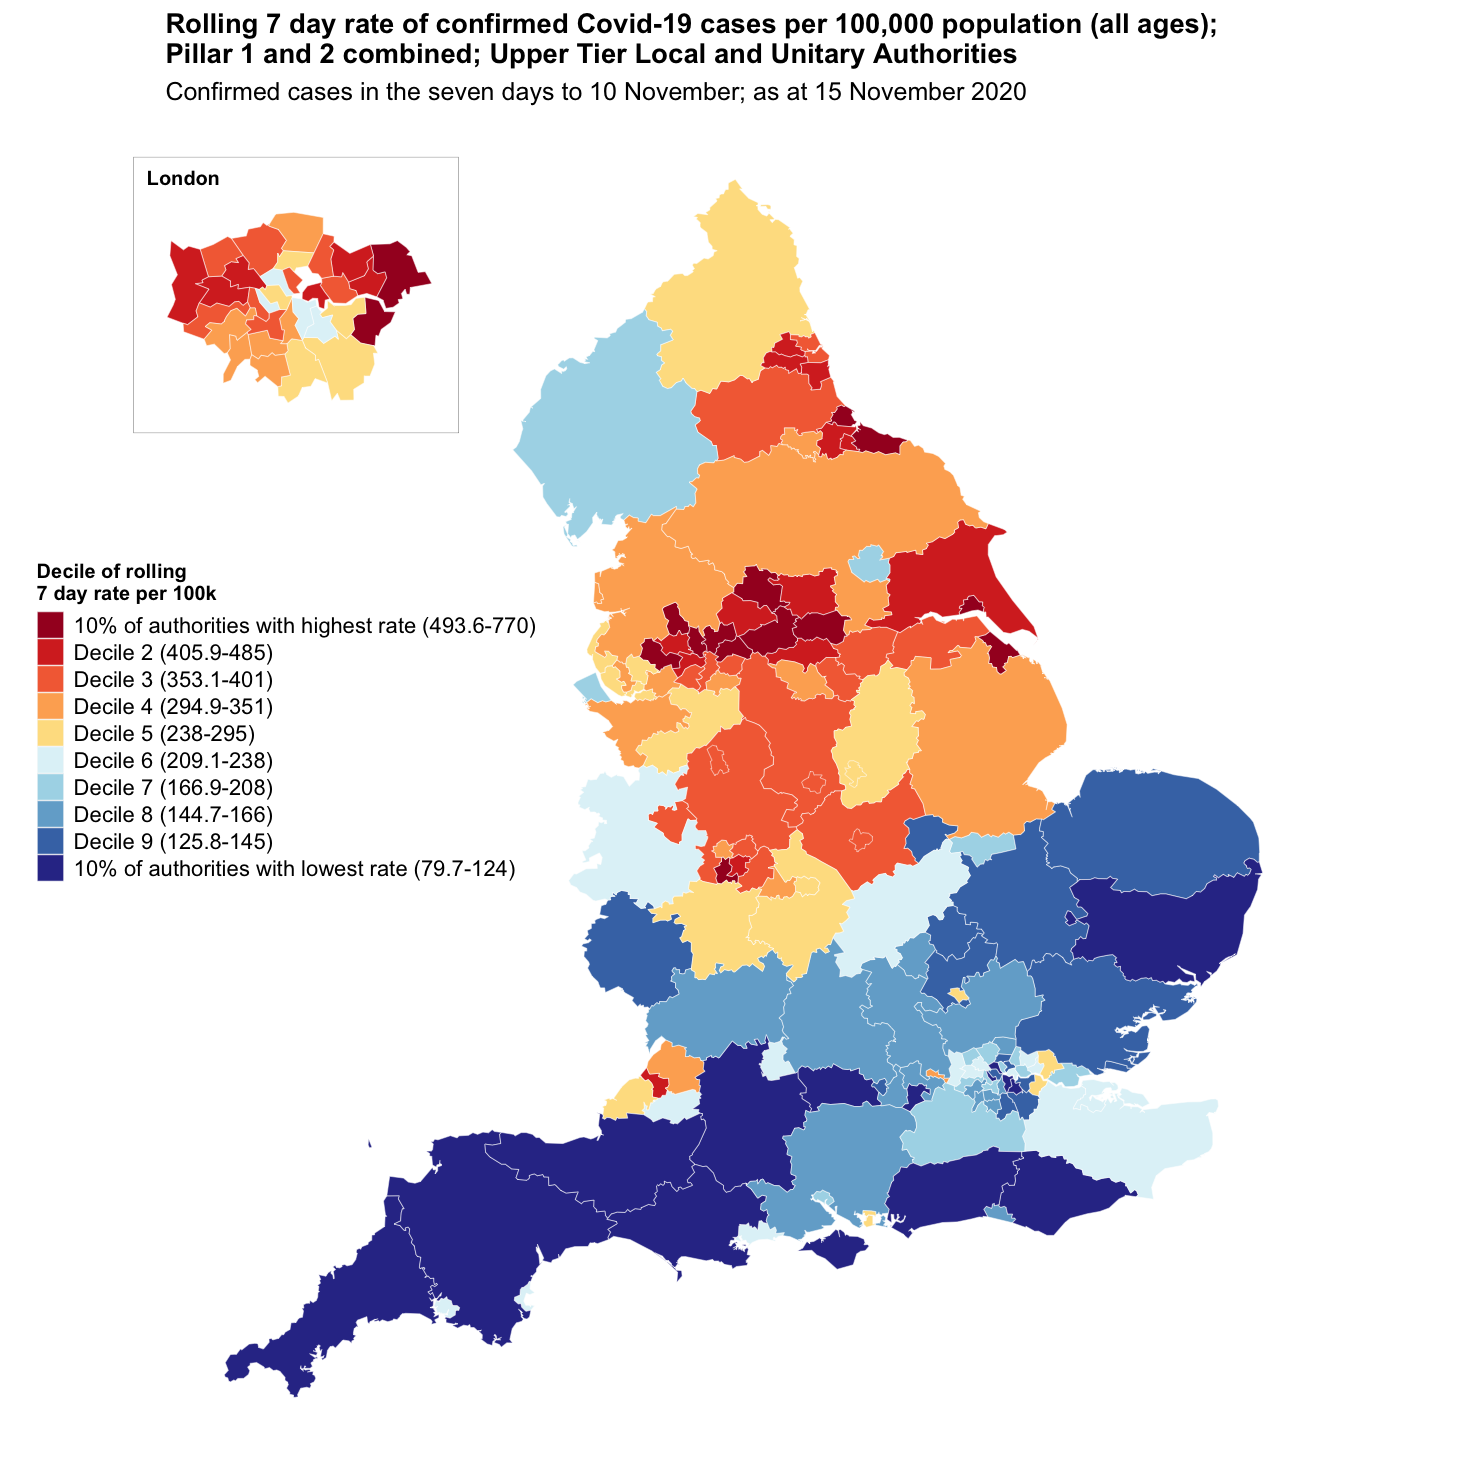 Rolling 7 day rate of confirmed Covid-19 cases per 100,000 population (all ages);
Pillar 1 and 2 combined; Upper Tier Local and Unitary Authorities
Confirmed cases in the seven days to 10 November; as at 15 November 2020
London
Decile of rolling
7 day rate per 100k
10% of authorities with highest rate (493.6-770)
Decile 2 (405.9-485)
Decile 3 (353.1-401)
Decile 4 (294.9-351)
Decile 5 (238-295)
Decile 6 (209.1-238)
Decile 7 (166.9-208)
Decile 8 (144.7-166)
Decile 9 (125.8-145)
10% of authorities with lowest rate (79.7-124)